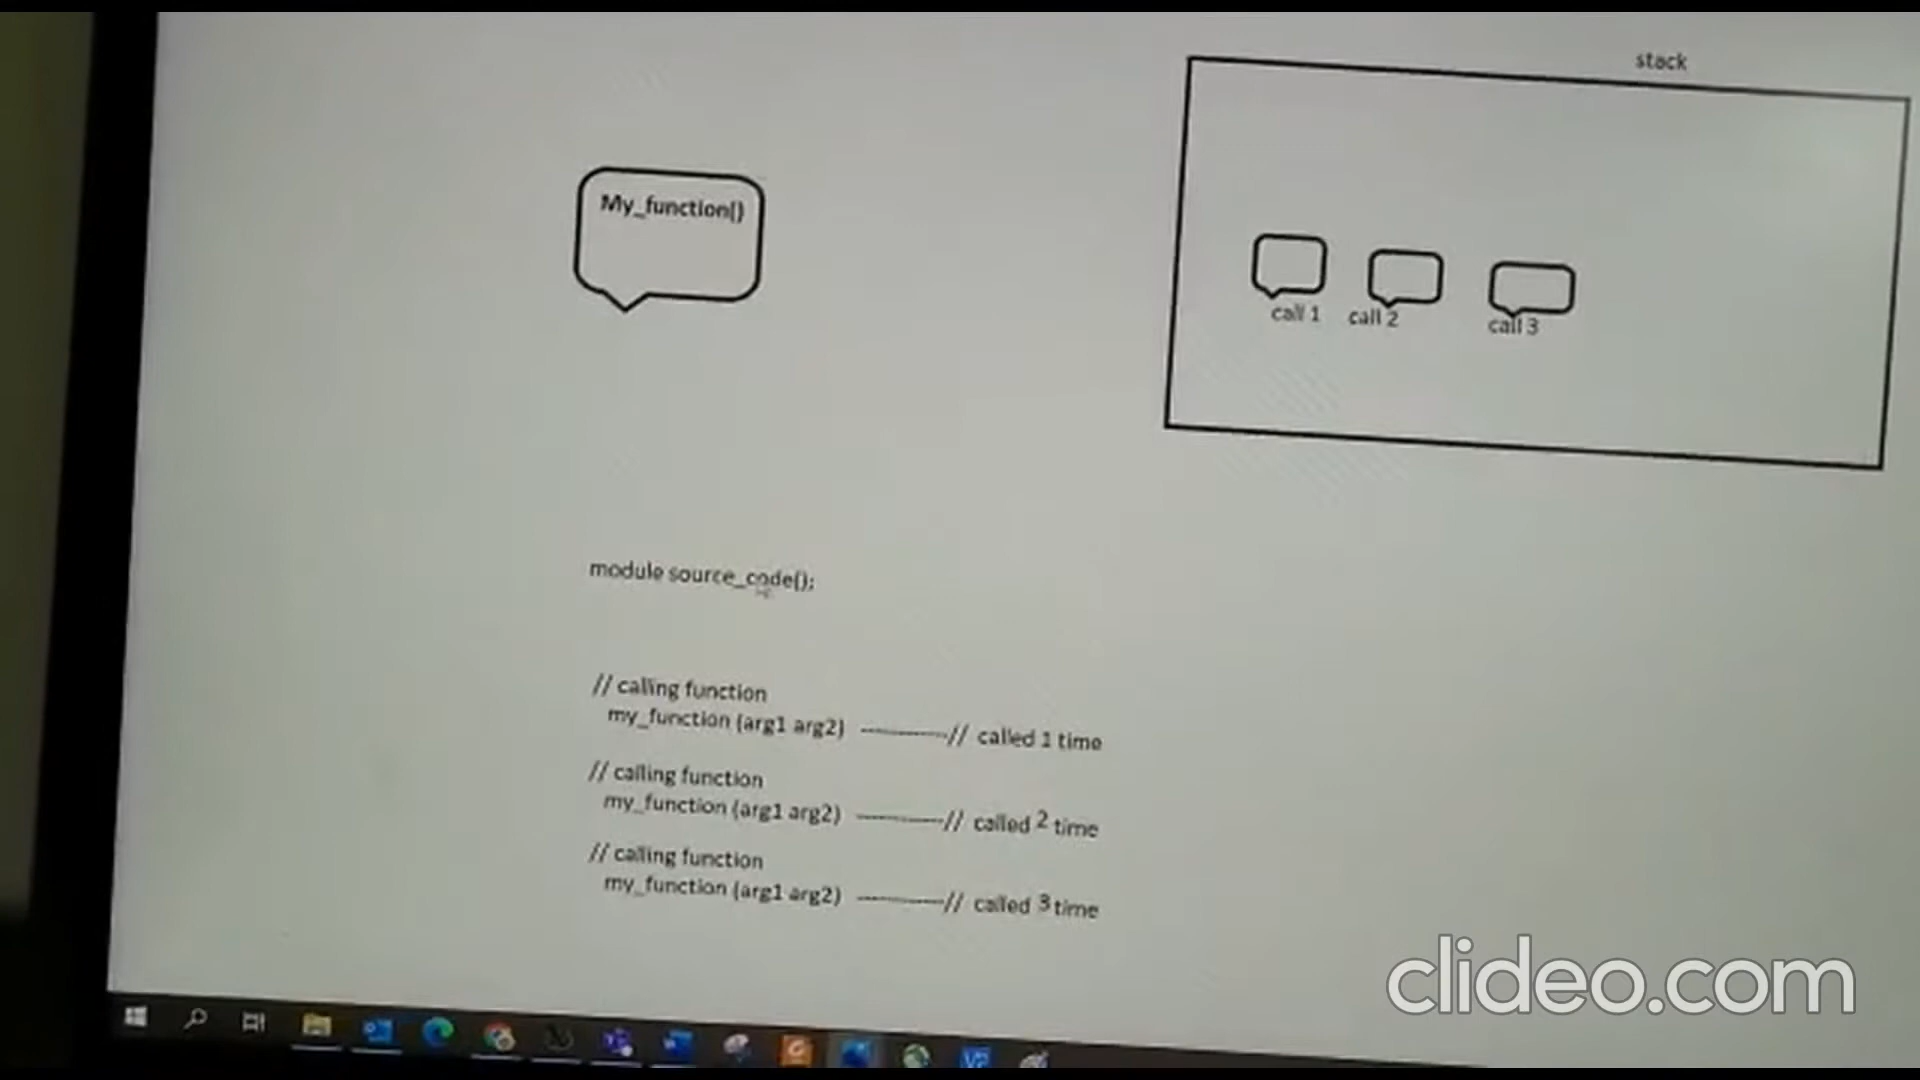 stack
My_function()
call 1
call 2
call 3
module source_code();
// calling function
my_function (arg1 arg2) ----------// called 1 time
// calling function
my_function (arg1 arg2) ----------// called 2 time
// calling function
my_function (arg1 arg2) ----------// called 3 time
clideo.com